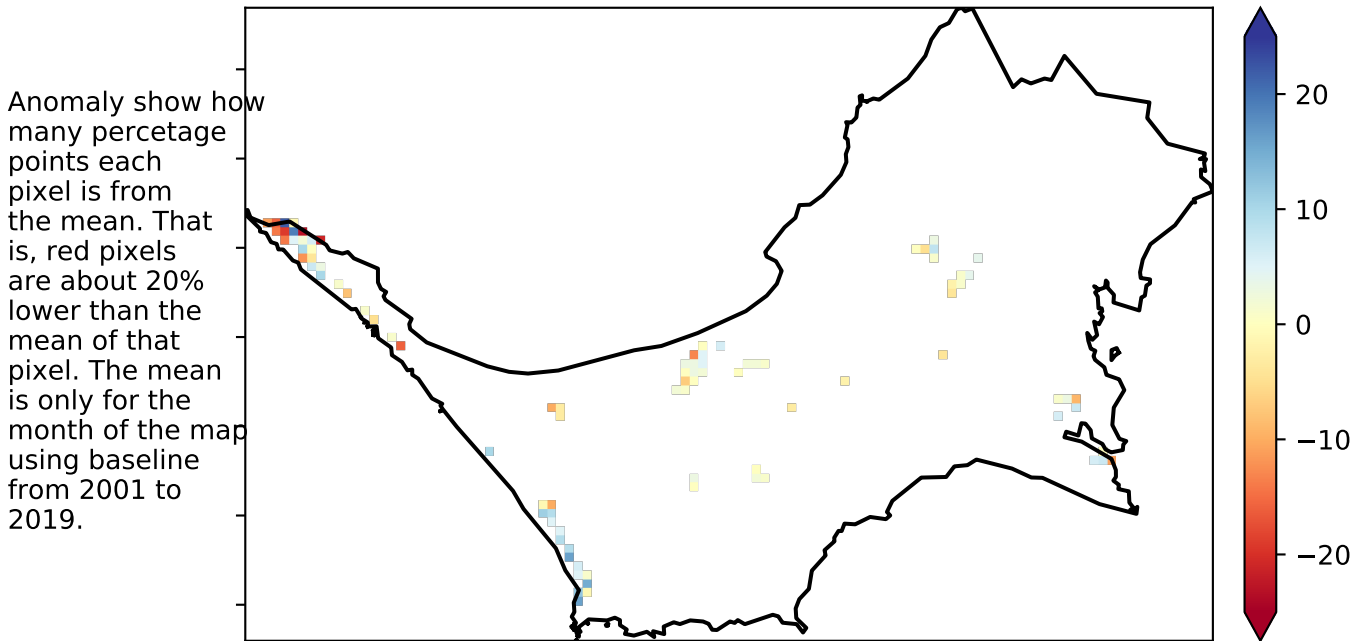 Anomaly show how
many percetage
points each
pixel is from
the mean. That
is, red pixels
are about 20%
lower than the
mean of that
pixel. The mean
is only for the
month of the map
using baseline
from 2001 to
2019.
20
10
0
−10
−20